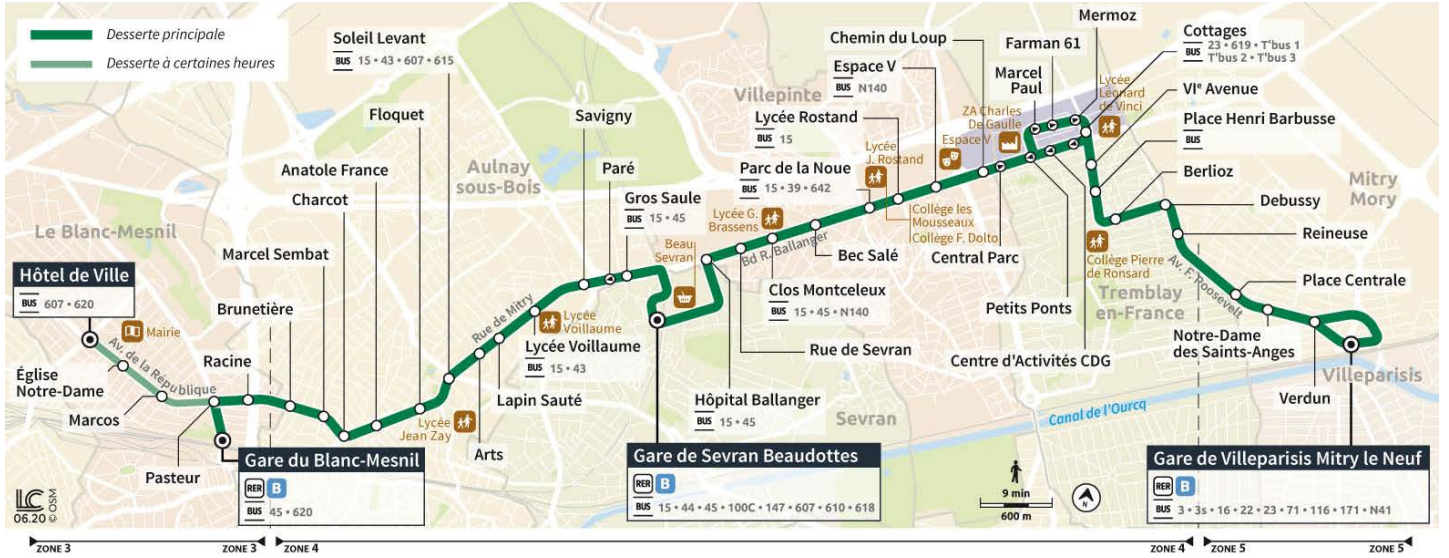 Desserte principale
Desserte à certaines heures
Soleil Levant
BUS 15 • 43 • 607 • 615
Floquet
Anatole France
Charcot
Marcel Sembat
Brunetière
Racine
Le Blanc-Mesnil
Hôtel de Ville
BUS 607 • 620
Mairie
Av. de la République
Église
Notre-Dame
Marcos
Pasteur
Gare du Blanc-Mesnil
RER B
BUS 45 • 620
Aulnay
sous-Bois
Savigny
Paré
Gros Saule
BUS 15 • 45
Beau
Sevran
Rue de Mitry
Lycée
Voillaume
Lycée Voillaume
BUS 15 • 43
Lapin Sauté
Arts
Lycée
Jean Zay
Villepinte
Chemin du Loup
Espace V
BUS N140
Lycée Rostand
BUS 15
Parc de la Noue
BUS 15 • 39 • 642
Lycée
J. Rostand
Lycée G.
Brassens
Bd R. Ballanger
Collège les
Mousseaux
Collège F. Dolto
Bec Salé
Clos Montceleux
BUS 15 • 45 • N140
Rue de Sevran
Hôpital Ballanger
BUS 15 • 45
Gare de Sevran Beaudottes
RER B
BUS 15 • 44 • 45 • 100C • 147 • 607 • 610 • 618
Sevran
Mermoz
Farman 61
Marcel
Paul
ZA Charles
De Gaulle
Espace V
Cottages
BUS 23 • 619 • T'bus 1
T'bus 2 • T'bus 3
Lycée
Léonard
de Vinci
VIe Avenue
Place Henri Barbusse
BUS
Berlioz
Mitry
Mory
Debussy
Reineuse
Central Parc
Petits Ponts
Centre d'Activités CDG
Collège Pierre
de Ronsard
Tremblay
en-France
Av. F. Roosevelt
Place Centrale
Notre-Dame
des Saints-Anges
Verdun
Villeparisis
Canal de l'Ourcq
Gare de Villeparisis Mitry le Neuf
RER B
BUS 3 • 3s • 16 • 22 • 23 • 71 • 116 • 171 • N41
9 min
600 m
N
LC
06.20 © OSM
ZONE 3
ZONE 3
ZONE 4
ZONE 4
ZONE 5
ZONE 5